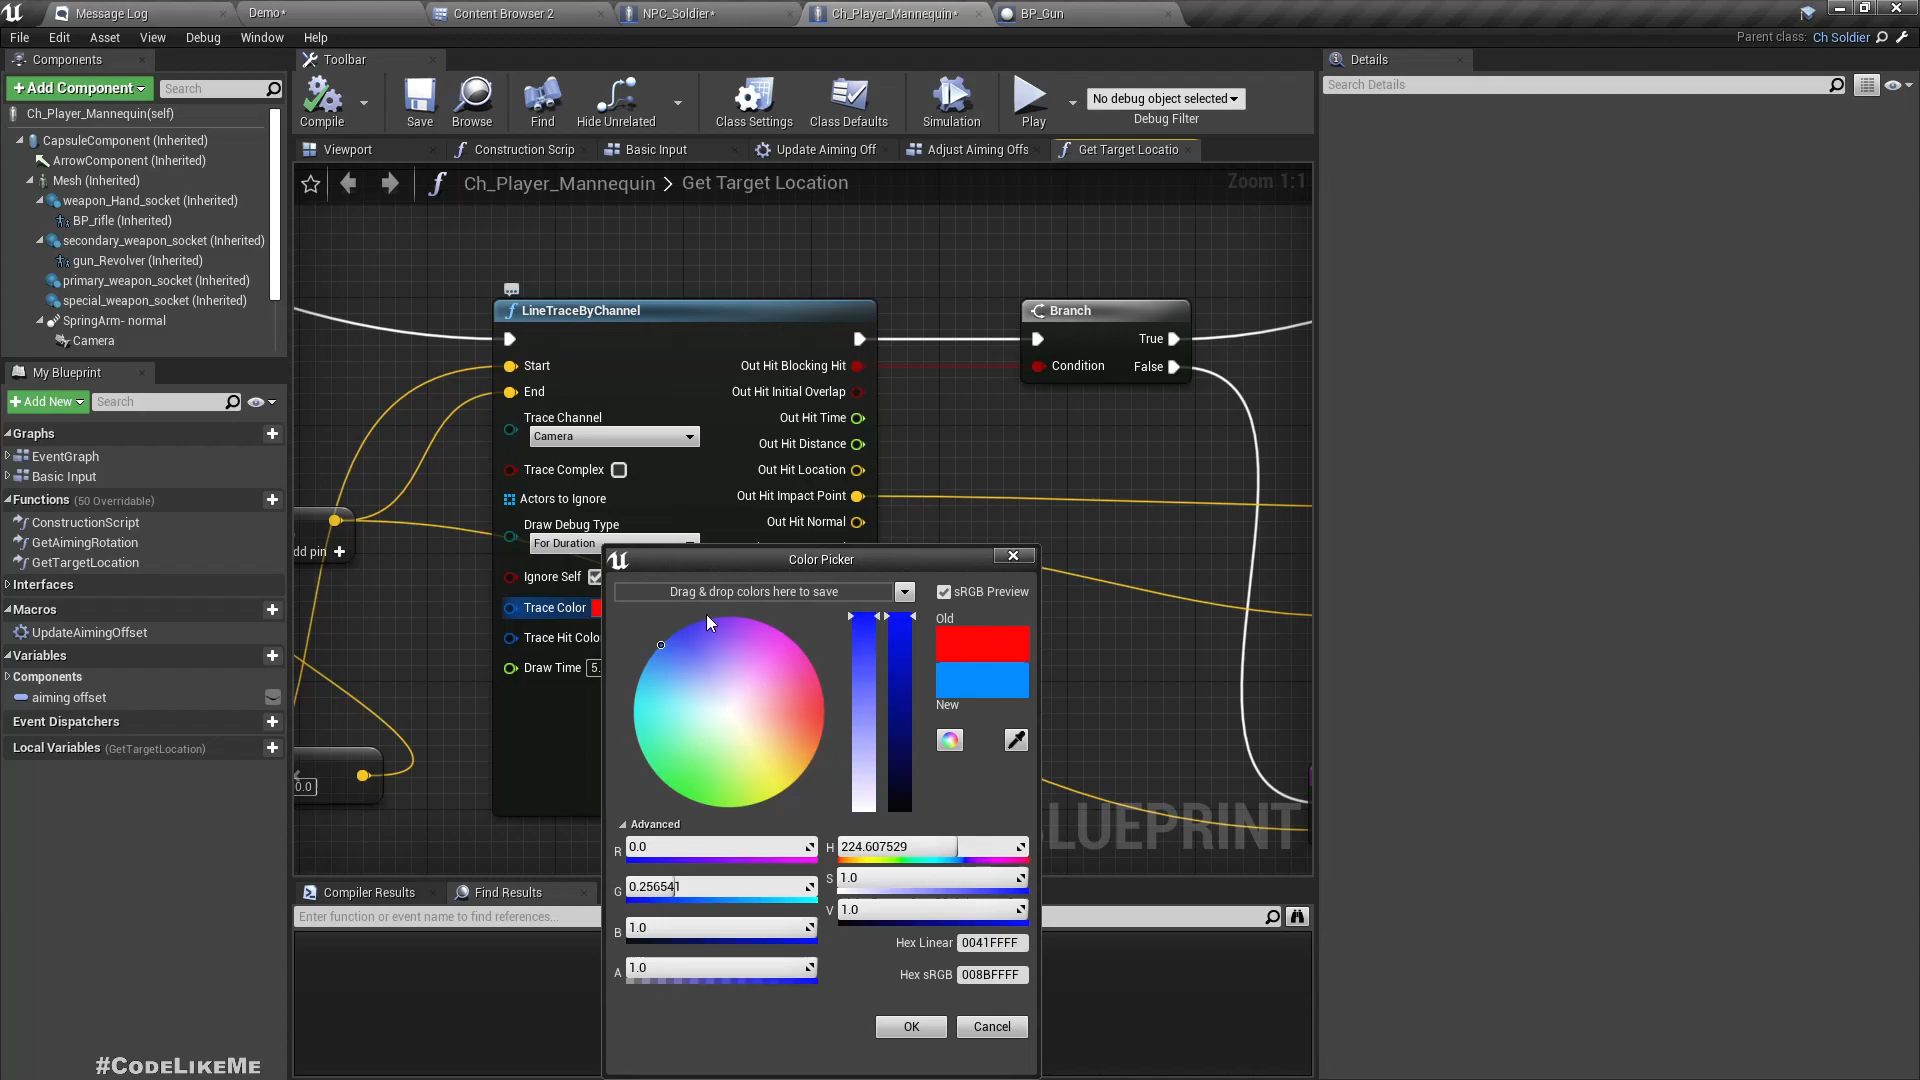 Message Log
Demo*
Content Browser 2
NPC_Soldier*
Ch_Player_Mannequin*
BP_Gun
File Edit Asset View Debug Window Help
Parent class: Ch Soldier
Components
Toolbar
Details
+Add Component
Search
Search Details
Ch_Player_Mannequin(self)
CapsuleComponent (Inherited)
ArrowComponent (Inherited)
Mesh (Inherited)
weapon_Hand_socket (Inherited)
BP_rifle (Inherited)
secondary_weapon_socket (Inherited)
gun_Revolver (Inherited)
primary_weapon_socket (Inherited)
special_weapon_socket (Inherited)
SpringArm- normal
Camera
Compile
Save
Browse
Find
Hide Unrelated
Class Settings
Class Defaults
Simulation
Play
No debug object selected
Debug Filter
Viewport
Construction Scrip
Basic Input
Update Aiming Off
Adjust Aiming Offs
Get Target Locatio
Ch_Player_Mannequin > Get Target Location
Zoom 1:1
My Blueprint
+Add New
Search
Graphs
EventGraph
Basic Input
Functions (50 Overridable)
ConstructionScript
GetAimingRotation
GetTargetLocation
Interfaces
Macros
UpdateAimingOffset
Variables
Components
aiming offset
Event Dispatchers
Local Variables (GetTargetLocation)
LineTraceByChannel
Start
End
Trace Channel
Camera
Trace Complex
Actors to Ignore
Draw Debug Type
For Duration
Ignore Self
Trace Color
Trace Hit Colo
Draw Time 5.
Out Hit Blocking Hit
Out Hit Initial Overlap
Out Hit Time
Out Hit Distance
Out Hit Location
Out Hit Impact Point
Out Hit Normal
Branch
True
Condition
False
dd pin +
0.0
Color Picker
Drag & drop colors here to save
sRGB Preview
Old
New
Advanced
R 0.0
G 0.256541
B 1.0
A 1.0
H 224.607529
S 1.0
V 1.0
Hex Linear 0041FFFF
Hex sRGB 008BFFFF
OK
Cancel
LUEPRINT
Compiler Results
Find Results
Enter function or event name to find references...
#CODELIKEME